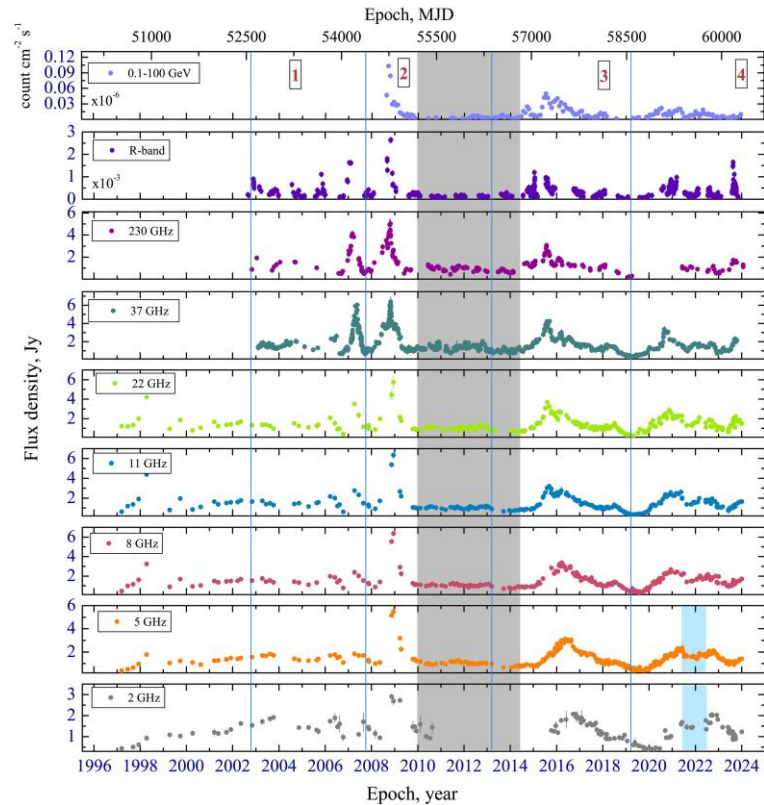 Epoch, MJD
51000 52500 54000 55500 57000 58500 60000
count cm⁻² s⁻¹
0.12
0.09
0.06
0.03
x10⁻⁶
0.1-100 GeV
1 2 3 4
3
2
1
0
x10⁻³
R-band
6
4
2
230 GHz
6
4
2
37 GHz
6
4
2
22 GHz
6
4
2
11 GHz
6
4
2
8 GHz
6
4
2
5 GHz
3
2
1
2 GHz
Flux density, Jy
1996 1998 2000 2002 2004 2006 2008 2010 2012 2014 2016 2018 2020 2022 2024
Epoch, year